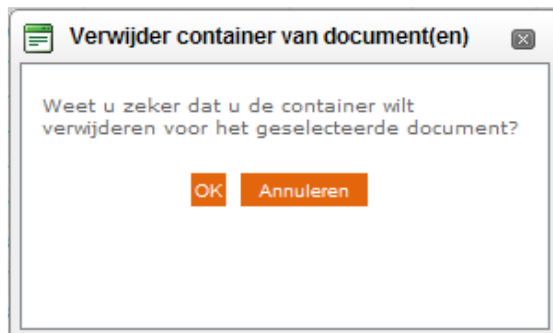 Verwijder container van document(en)
Weet u zeker dat u de container wilt
verwijderen voor het geselecteerde document?
OK
Annuleren